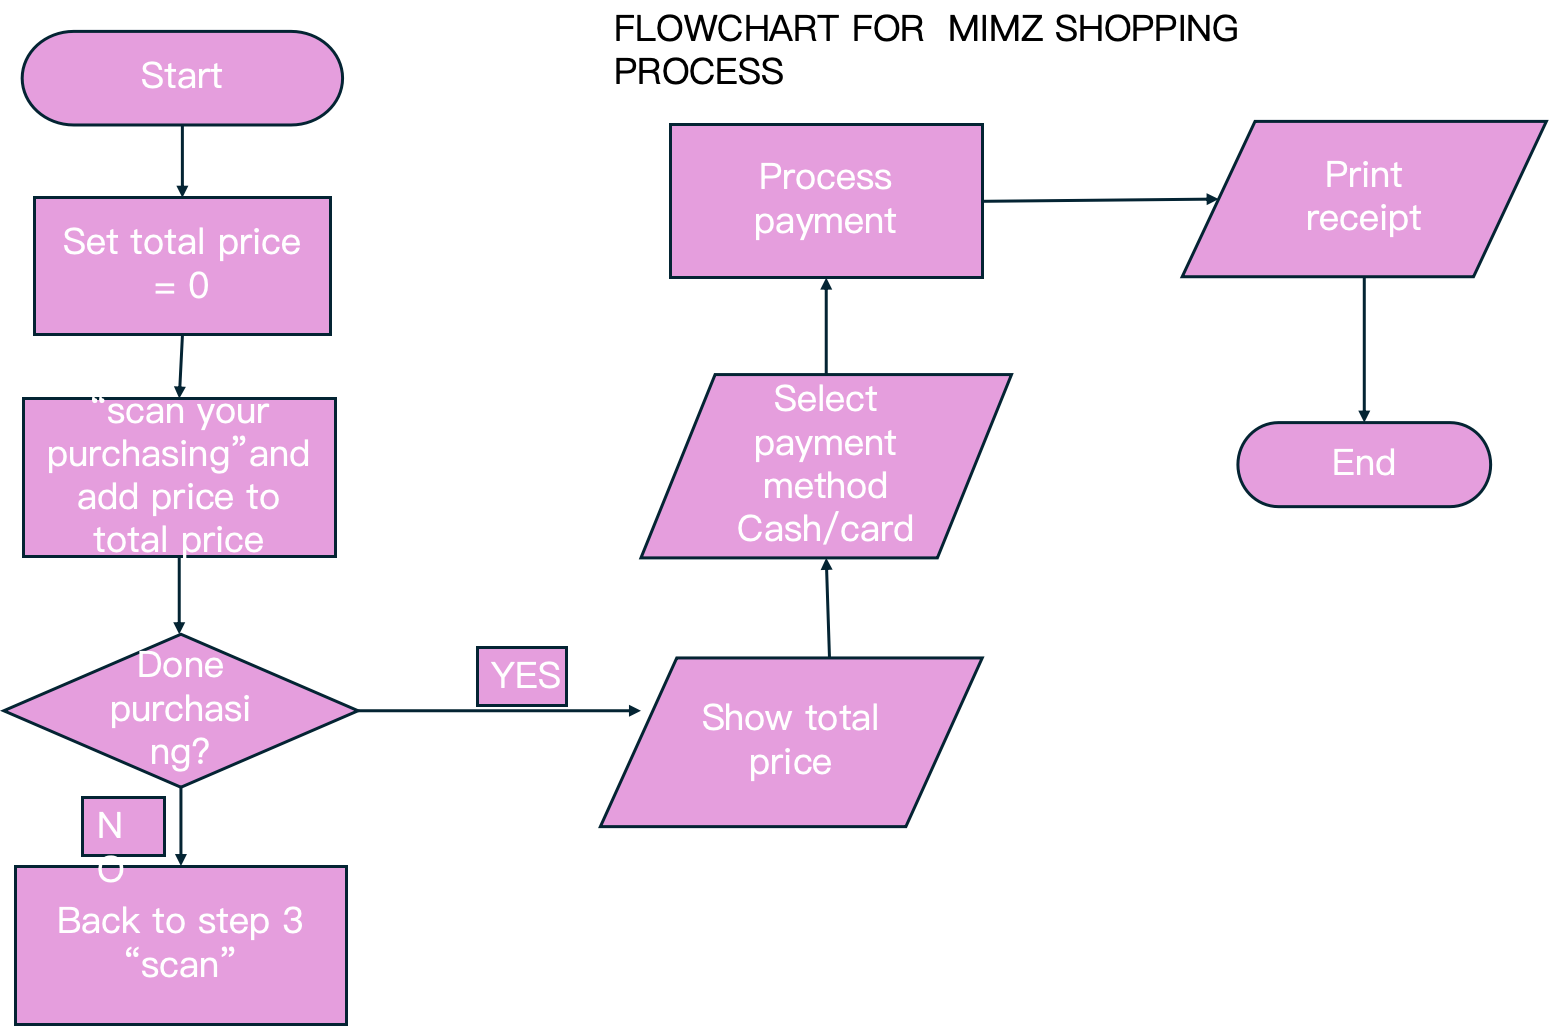 FLOWCHART FOR  MIMZ SHOPPING
PROCESS
Start
Set total price
= 0
“scan your
purchasing”and
add price to
total price
Done
purchasi
ng?
N
O
Back to step 3
“scan”
YES
Show total
price
Select
payment
method
Cash/card
Process
payment
Print
receipt
End